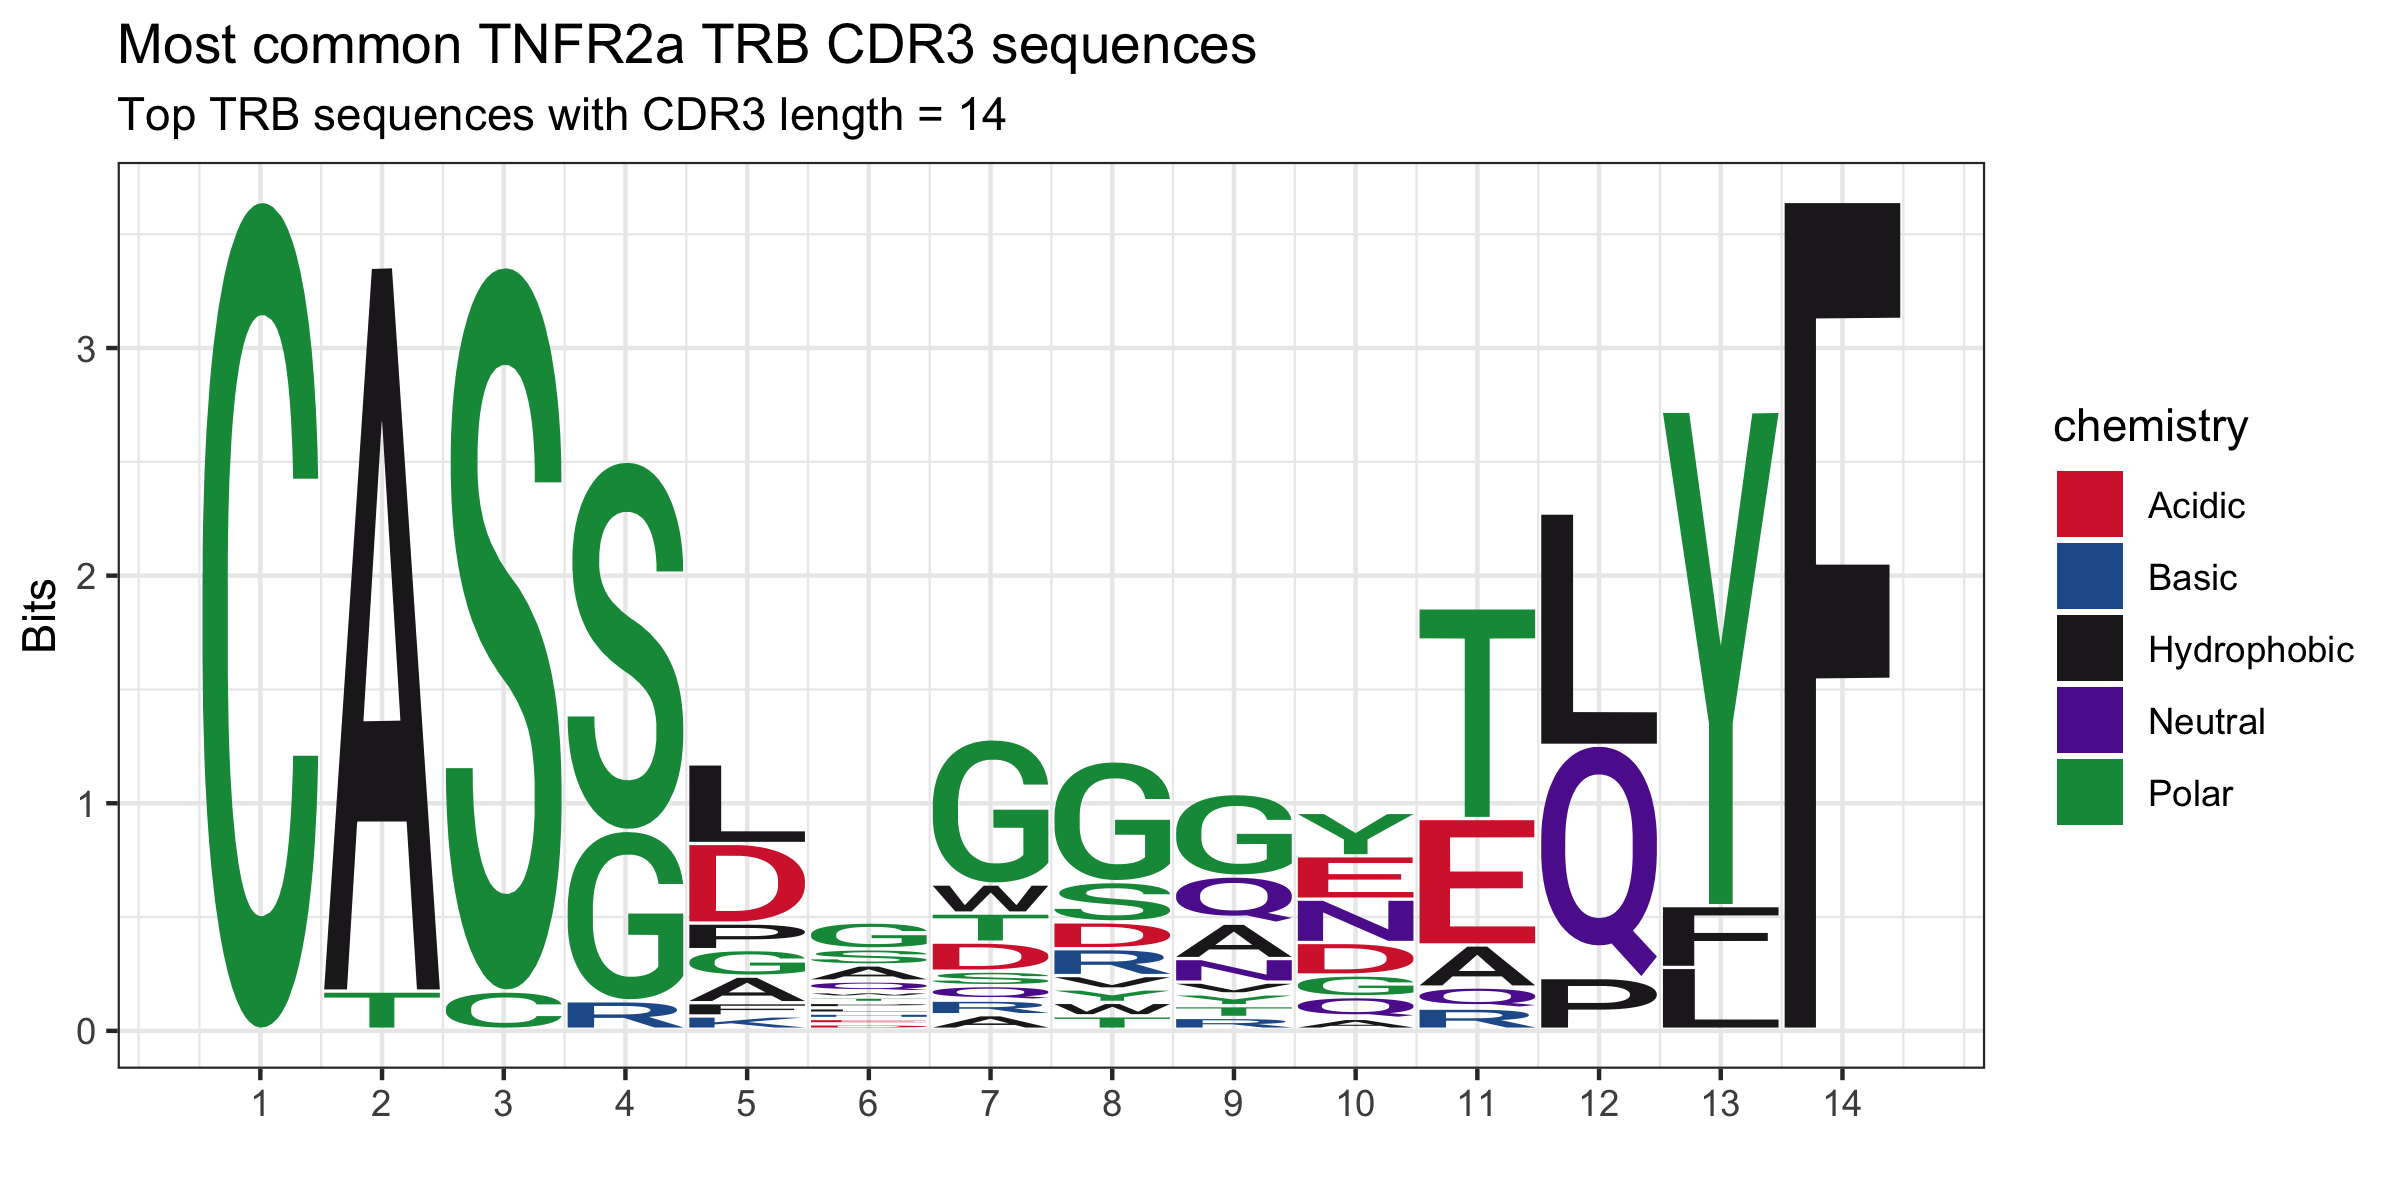 Most common TNFR2a TRB CDR3 sequences
Top TRB sequences with CDR3 length = 14
Bits
3
2
1
0
C
A T
S C
S G R
L D P G A F K
G S A Q
G W T D S Q R A
G S D R V Y W T
G Q A N V Y T R
Y E N D G Q A
T E A Q R
L Q P
Y F L
F
1 2 3 4 5 6 7 8 9 10 11 12 13 14
chemistry
Acidic
Basic
Hydrophobic
Neutral
Polar